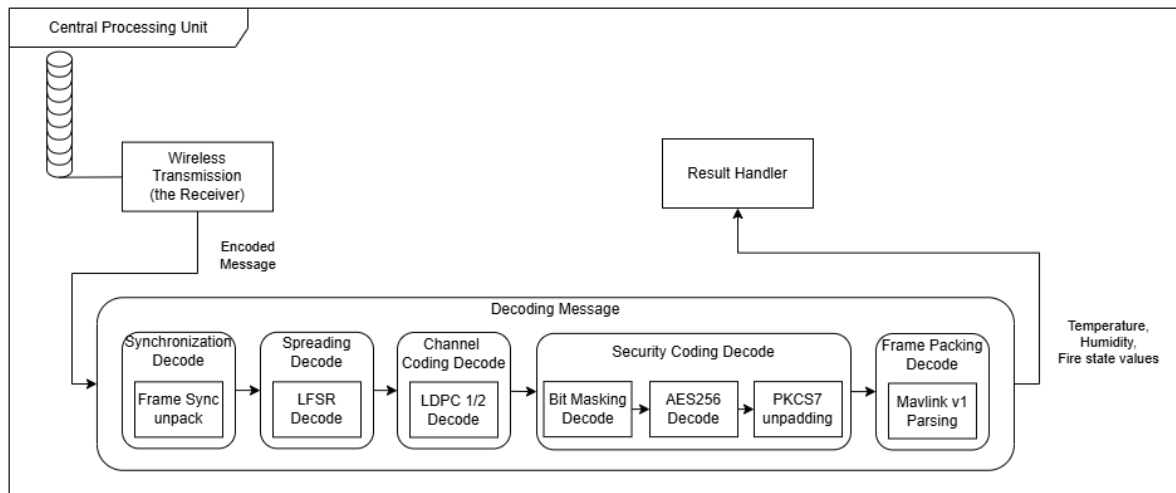 Central Processing Unit
Wireless
Transmission
(the Receiver)
Result Handler
Encoded
Message
Decoding Message
Temperature,
Humidity,
Fire state values
Synchronization
Decode
Frame Sync
unpack
Spreading
Decode
LFSR
Decode
Channel
Coding Decode
LDPC 1/2
Decode
Security Coding Decode
Bit Masking
Decode
AES256
Decode
PKCS7
unpadding
Frame Packing
Decode
Mavlink v1
Parsing